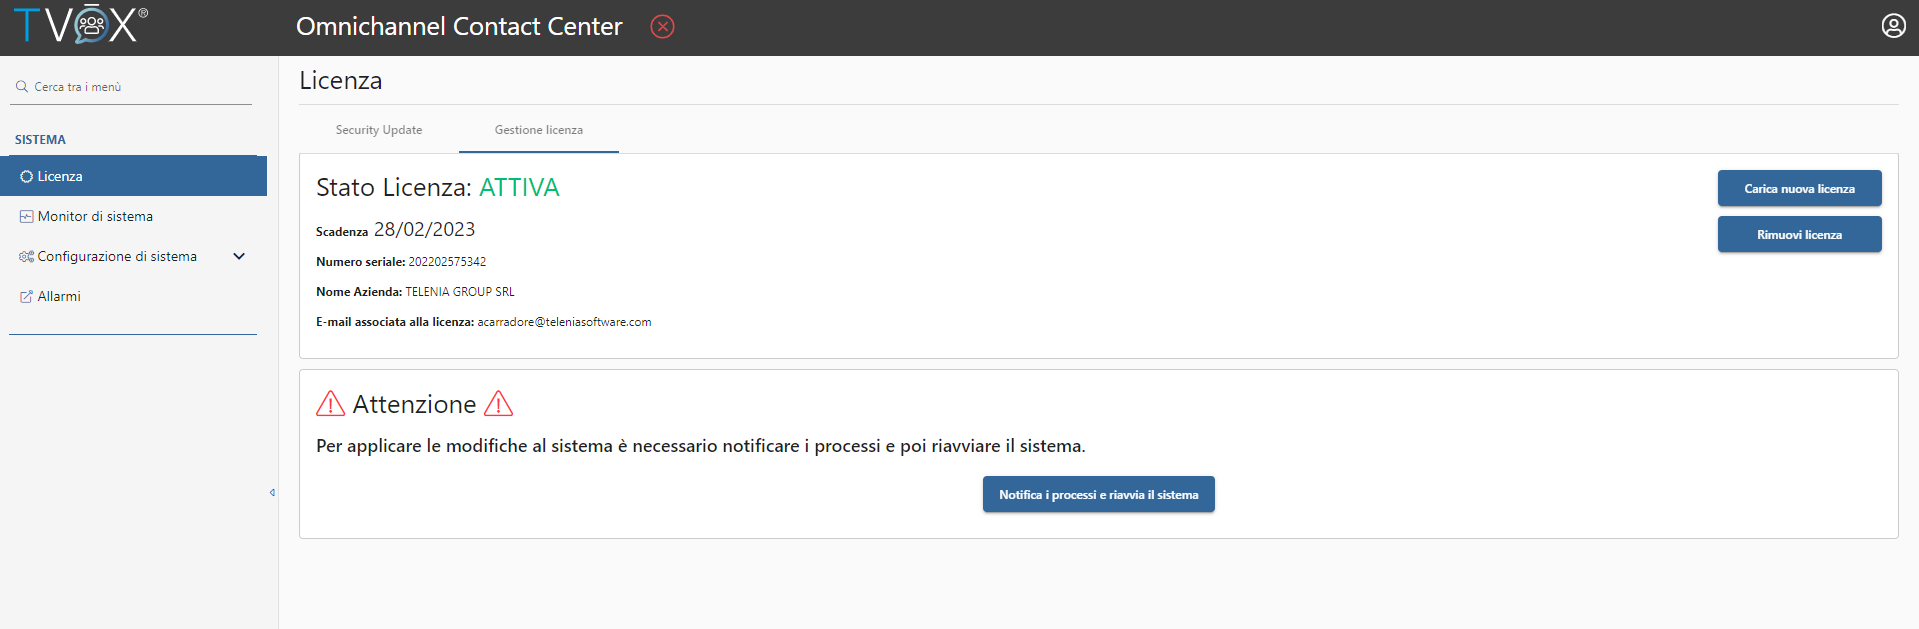 TVOX®
Omnichannel Contact Center
Cerca tra i menù
SISTEMA
Licenza
Monitor di sistema
Configurazione di sistema
Allarmi
Licenza
Security Update
Gestione licenza
Stato Licenza: ATTIVA
Scadenza 28/02/2023
Numero seriale: 202202575342
Nome Azienda: TELENIA GROUP SRL
E-mail associata alla licenza: acarradore@teleniasoftware.com
Carica nuova licenza
Rimuovi licenza
Attenzione
Per applicare le modifiche al sistema è necessario notificare i processi e poi riavviare il sistema.
Notifica i processi e riavvia il sistema